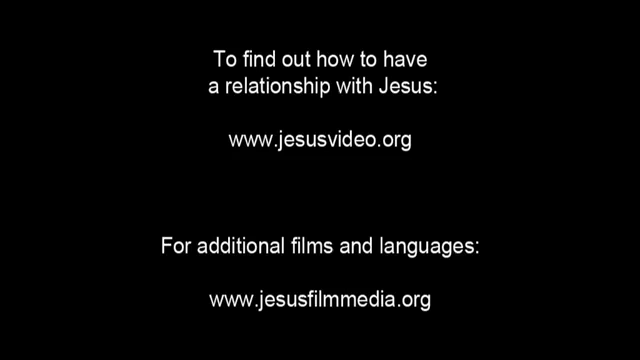 To find out how to have
a relationship with Jesus:
www.jesusvideo.org
For additional films and languages:
www.jesusfilmmedia.org